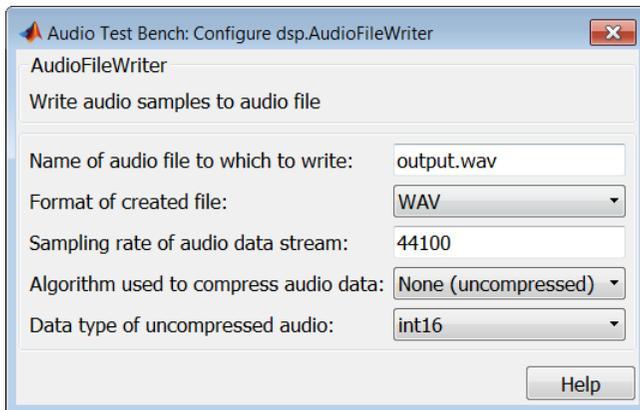 Audio Test Bench: Configure dsp.AudioFileWriter
AudioFileWriter
Write audio samples to audio file
Name of audio file to which to write: output.wav
Format of created file: WAV
Sampling rate of audio data stream: 44100
Algorithm used to compress audio data: None (uncompressed)
Data type of uncompressed audio: int16
Help